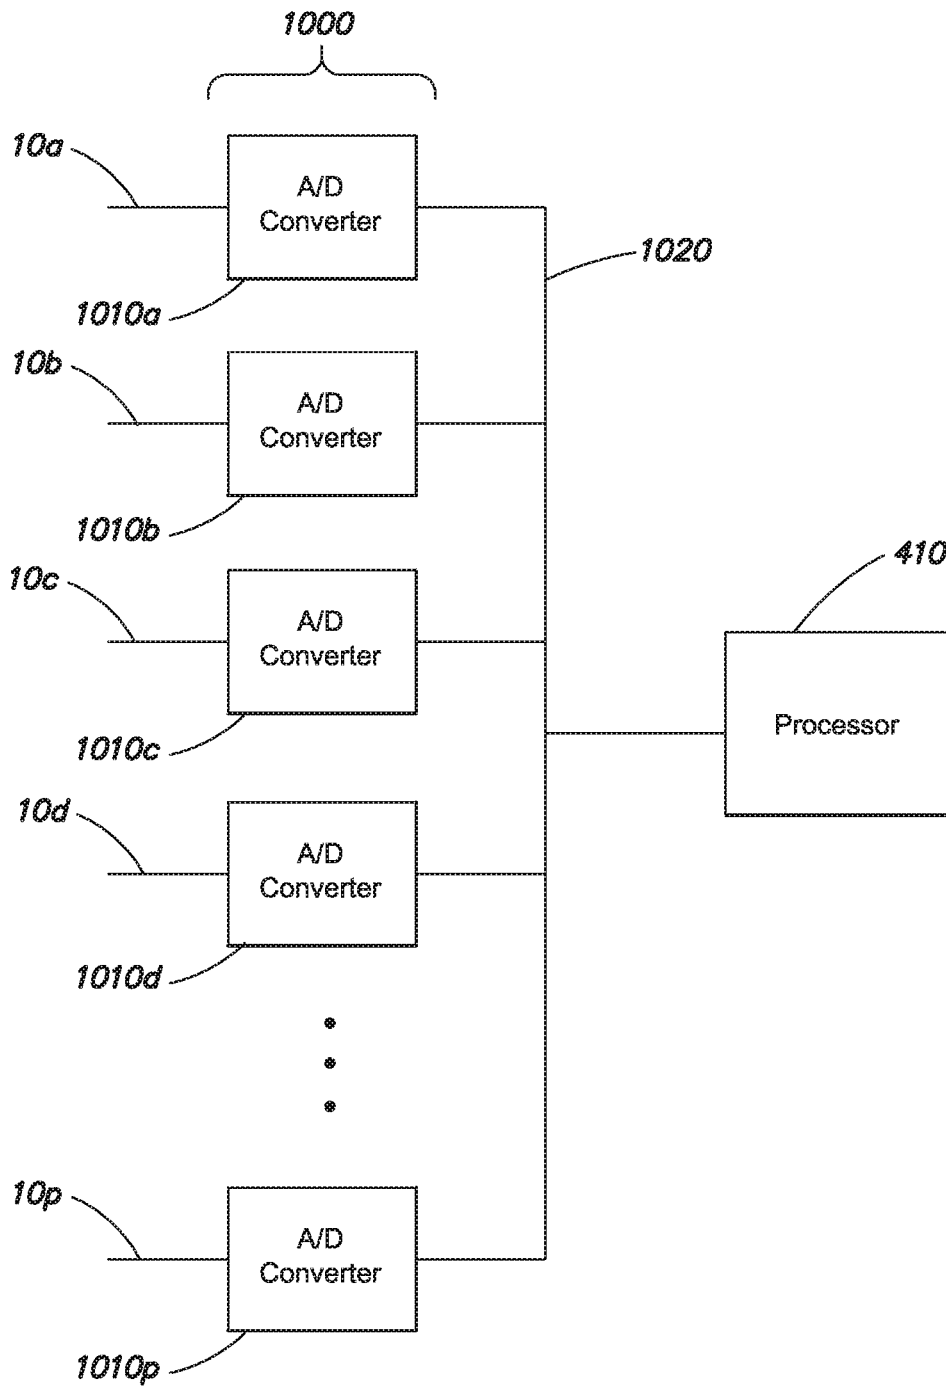 1000
10a
A/D
Converter
1020
1010a
10b
A/D
Converter
1010b
10c
A/D
Converter
410
1010c
Processor
10d
A/D
Converter
1010d
10p
A/D
Converter
1010p